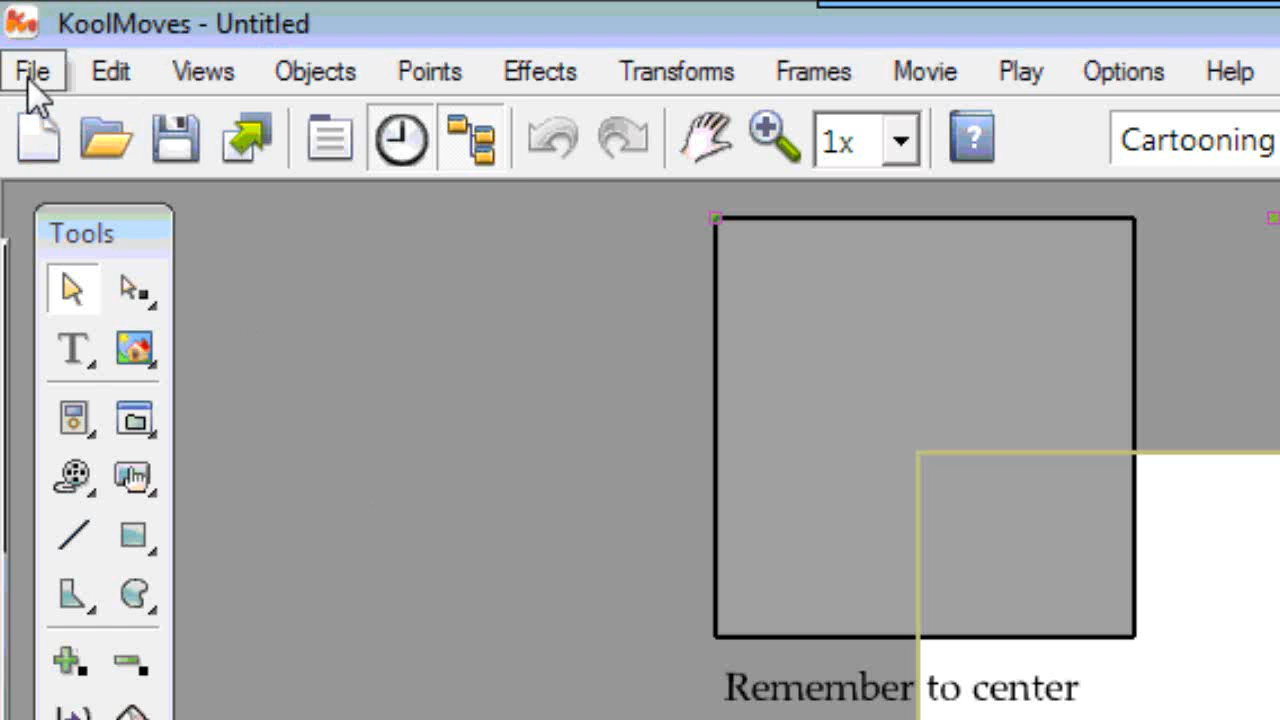 KoolMoves - Untitled
File Edit Views Objects Points Effects Transforms Frames Movie Play Options Help
1x ? Cartooning
Tools
T
Remember to center